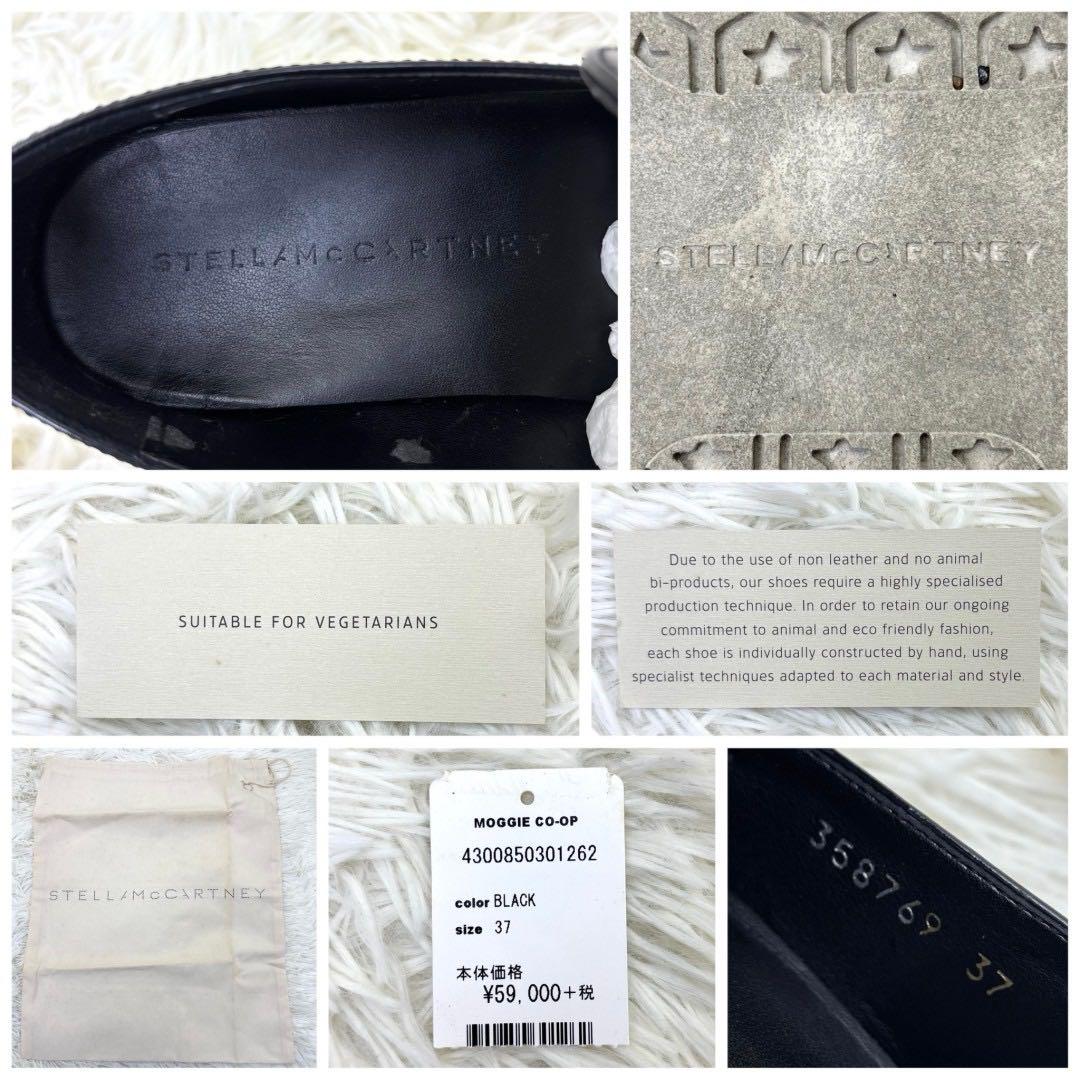 STELLA McCARTNEY
STELLA McCARTNEY
SUITABLE FOR VEGETARIANS
Due to the use of non leather and no animal
bi-products, our shoes require a highly specialised
production technique. In order to retain our ongoing
commitment to animal and eco friendly fashion,
each shoe is individually constructed by hand, using
specialist techniques adapted to each material and style.
STELLA McCARTNEY
MOGGIE CO-OP
4300850301262
color BLACK
size 37
本体価格
¥59,000+税
358769 37